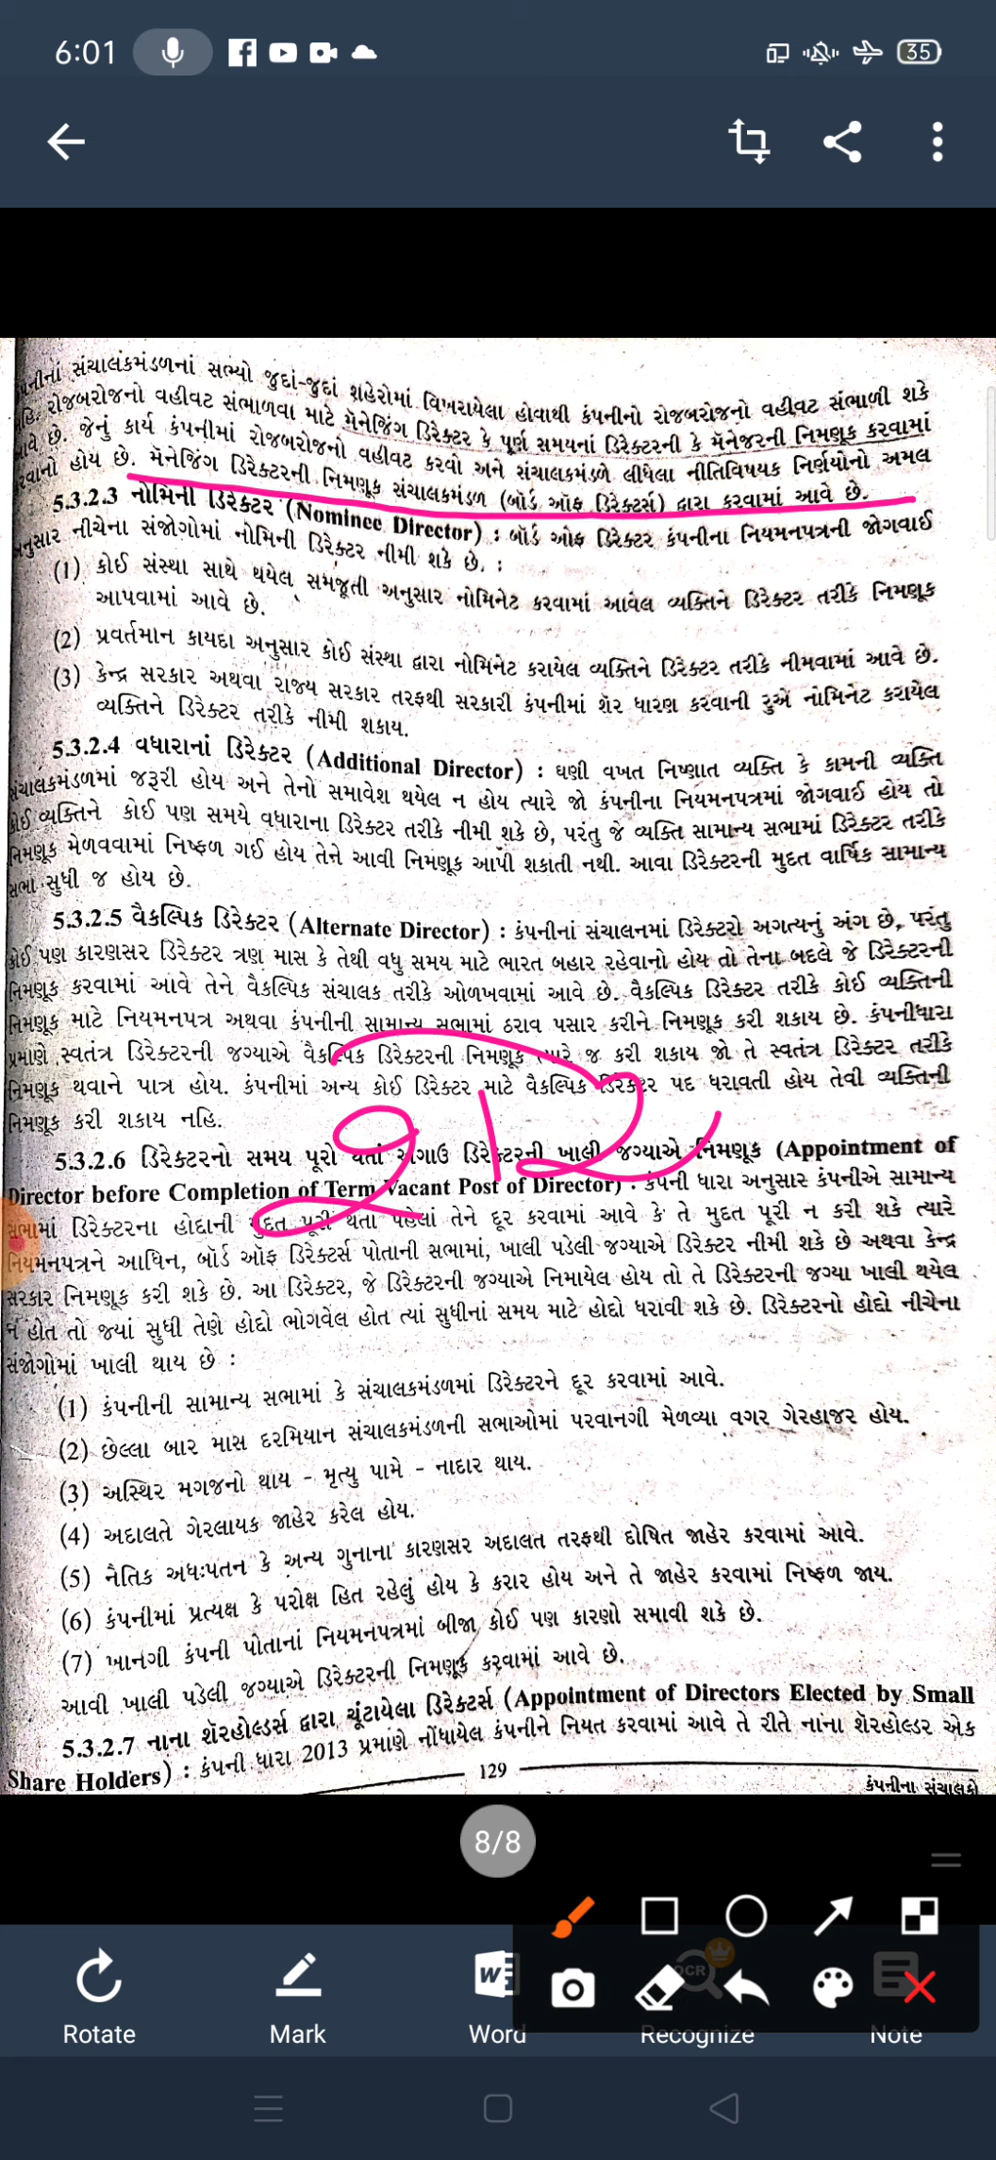 6:01
35
પનીનાં સંચાલકમંડળનાં સભ્યો જુદાં-જુદાં શહેરોમાં વિખરાયેલા હોવાથી કંપનીનો રોજબરોજનો વહીવટ સંભાળી શકે
નહિ. રોજબરોજનો વહીવટ સંભાળવા માટે મૅનેજિંગ ડિરેક્ટર કે પૂર્ણ સમયનાં ડિરેક્ટરની કે મૅનેજરની નિમણૂક કરવામાં
આવે છે. જેનું કાર્ય કંપનીમાં રોજબરોજનો વહીવટ કરવો અને સંચાલકમંડળે લીધેલા નીતિવિષયક નિર્ણયોનો અમલ
કરવાનો હોય છે. મૅનેજિંગ ડિરેક્ટરની નિમણૂક સંચાલકમંડળ (બૉર્ડ ઑફ ડિરેક્ટર્સ) દ્વારા કરવામાં આવે છે.
5.3.2.3 નોમિની ડિરેક્ટર (Nominee Director) : બૉર્ડ ઓફ ડિરેક્ટર કંપનીના નિયમનપત્રની જોગવાઈ
અનુસાર નીચેના સંજોગોમાં નોમિની ડિરેક્ટર નીમી શકે છે. :
(1) કોઈ સંસ્થા સાથે થયેલ સમજૂતી અનુસાર નોમિનેટ કરવામાં આવેલ વ્યક્તિને ડિરેક્ટર તરીકે નિમણૂક
આપવામાં આવે છે.
(2) પ્રવર્તમાન કાયદા અનુસાર કોઈ સંસ્થા દ્વારા નોમિનેટ કરાયેલ વ્યક્તિને ડિરેક્ટર તરીકે નીમવામાં આવે છે.
(3) કેન્દ્ર સરકાર અથવા રાજ્ય સરકાર તરફથી સરકારી કંપનીમાં શૅર ધારણ કરવાની રુએ નોમિનેટ કરાયેલ
વ્યક્તિને ડિરેક્ટર તરીકે નીમી શકાય.
5.3.2.4 વધારાનાં ડિરેક્ટર (Additional Director) : ઘણી વખત નિષ્ણાત વ્યક્તિ કે કામની વ્યક્તિ
સંચાલકમંડળમાં જરૂરી હોય અને તેનો સમાવેશ થયેલ ન હોય ત્યારે જો કંપનીના નિયમનપત્રમાં જોગવાઈ હોય તો
કોઈ વ્યક્તિને કોઈ પણ સમયે વધારાના ડિરેક્ટર તરીકે નીમી શકે છે, પરંતુ જે વ્યક્તિ સામાન્ય સભામાં ડિરેક્ટર તરીકે
નિમણૂક મેળવવામાં નિષ્ફળ ગઈ હોય તેને આવી નિમણૂક આપી શકાતી નથી. આવા ડિરેક્ટરની મુદત વાર્ષિક સામાન્ય
સભા સુધી જ હોય છે.
5.3.2.5 વૈકલ્પિક ડિરેક્ટર (Alternate Director) : કંપનીનાં સંચાલનમાં ડિરેક્ટરો અગત્યનું અંગ છે, પરંતુ
કોઈ પણ કારણસર ડિરેક્ટર ત્રણ માસ કે તેથી વધુ સમય માટે ભારત બહાર રહેવાનો હોય તો તેના બદલે જે ડિરેક્ટરની
નિમણૂક કરવામાં આવે તેને વૈકલ્પિક સંચાલક તરીકે ઓળખવામાં આવે છે. વૈકલ્પિક ડિરેક્ટર તરીકે કોઈ વ્યક્તિની
નિમણૂક માટે નિયમનપત્ર અથવા કંપનીની સામાન્ય સભામાં ઠરાવ પસાર કરીને નિમણૂક કરી શકાય છે. કંપનીધારા
પ્રમાણે સ્વતંત્ર ડિરેક્ટરની જગ્યાએ વૈકલ્પિક ડિરેક્ટરની નિમણૂક ત્યારે જ કરી શકાય જો તે સ્વતંત્ર ડિરેક્ટર તરીકે
નિમણૂક થવાને પાત્ર હોય. કંપનીમાં અન્ય કોઈ ડિરેક્ટર માટે વૈકલ્પિક ડિરેક્ટર પદ ધરાવતી હોય તેવી વ્યક્તિની
નિમણૂક કરી શકાય નહિ.
5.3.2.6 ડિરેક્ટરનો સમય પૂરો થતાં અગાઉ ડિરેક્ટરની ખાલી જગ્યાએ નિમણૂક (Appointment of
Director before Completion of Term Vacant Post of Director) : કંપની ધારા અનુસાર કંપનીએ સામાન્ય
સભામાં ડિરેક્ટરના હોદાની મુદત પૂરી થતા પહેલાં તેને દૂર કરવામાં આવે કે તે મુદત પૂરી ન કરી શકે ત્યારે
નિયમનપત્રને આધિન, બૉર્ડ ઑફ ડિરેક્ટર્સ પોતાની સભામાં, ખાલી પડેલી જગ્યાએ ડિરેક્ટર નીમી શકે છે અથવા કેન્દ્ર
સરકાર નિમણૂક કરી શકે છે. આ ડિરેક્ટર, જે ડિરેક્ટરની જગ્યાએ નિમાયેલ હોય તો તે ડિરેક્ટરની જગ્યા ખાલી થયેલ
ન હોત તો જ્યાં સુધી તેણે હોદો ભોગવેલ હોત ત્યાં સુધીનાં સમય માટે હોદો ધરાવી શકે છે. ડિરેક્ટરનો હોદો નીચેના
સંજોગોમાં ખાલી થાય છે :
(1) કંપનીની સામાન્ય સભામાં કે સંચાલકમંડળમાં ડિરેક્ટરને દૂર કરવામાં આવે.
(2) છેલ્લા બાર માસ દરમિયાન સંચાલકમંડળની સભાઓમાં પરવાનગી મેળવ્યા વગર ગેરહાજર હોય.
(3) અસ્થિર મગજનો થાય - મૃત્યુ પામે - નાદાર થાય.
(4) અદાલતે ગેરલાયક જાહેર કરેલ હોય.
(5) નૈતિક અધઃપતન કે અન્ય ગુનાના કારણસર અદાલત તરફથી દોષિત જાહેર કરવામાં આવે.
(6) કંપનીમાં પ્રત્યક્ષ કે પરોક્ષ હિત રહેલું હોય કે કરાર હોય અને તે જાહેર કરવામાં નિષ્ફળ જાય.
(7) ખાનગી કંપની પોતાનાં નિયમનપત્રમાં બીજા કોઈ પણ કારણો સમાવી શકે છે.
આવી ખાલી પડેલી જગ્યાએ ડિરેક્ટરની નિમણૂક કરવામાં આવે છે.
5.3.2.7 નાના શૅરહોલ્ડર્સ દ્વારા ચૂંટાયેલા ડિરેક્ટર્સ (Appointment of Directors Elected by Small
Share Holders) : કંપની ધારા 2013 પ્રમાણે નોંધાયેલ કંપનીને નિયત કરવામાં આવે તે રીતે નાના શૅરહોલ્ડર એક
129
કંપનીના સંચાલકો
8/8
OCR
Rotate
Mark
Word
Recognize
Note